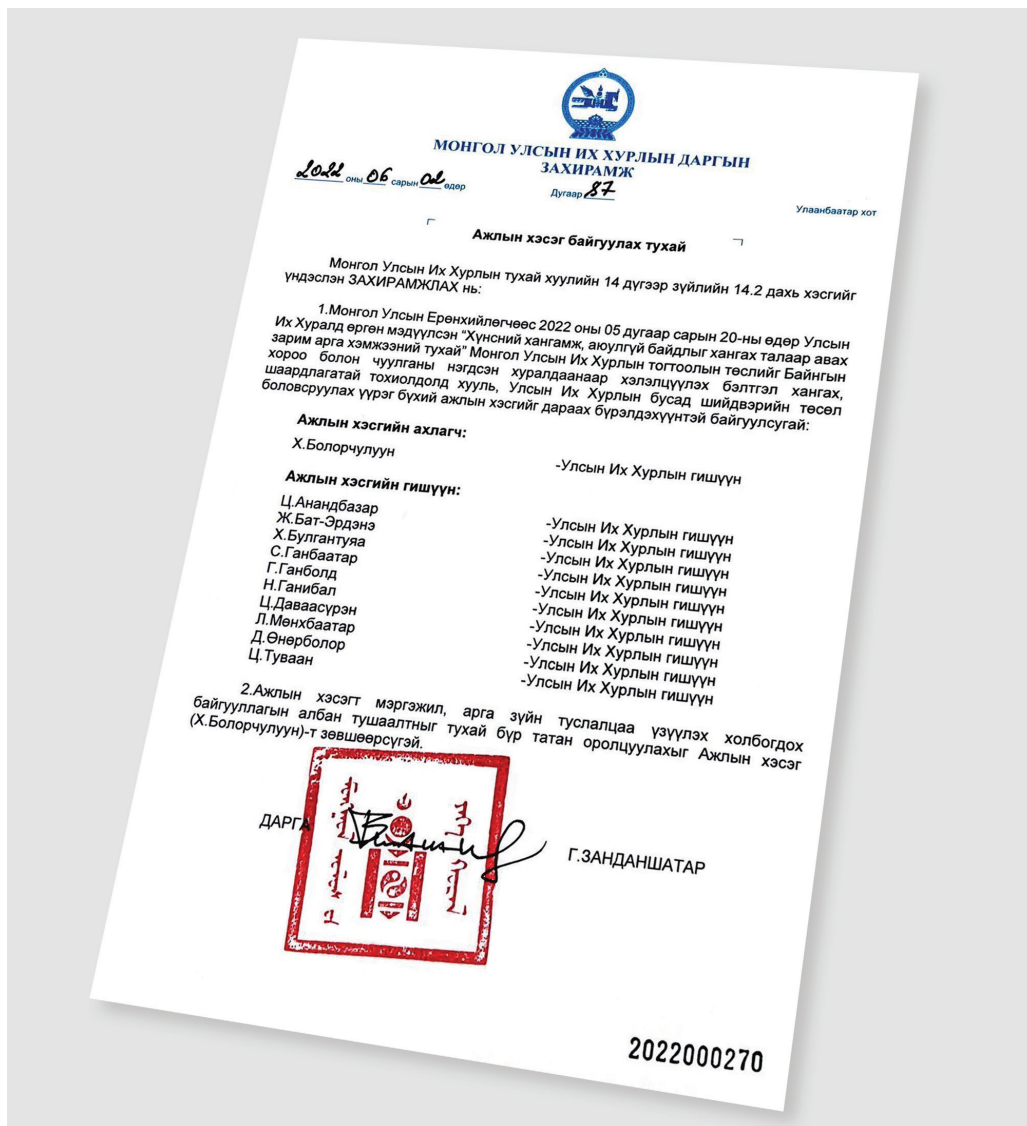 МОНГОЛ УЛСЫН ИХ ХУРЛЫН ДАРГЫН
ЗАХИРАМЖ
2022 оны 06 сарын 02 өдөр
Дугаар 87
Улаанбаатар хот
Ажлын хэсэг байгуулах тухай
Монгол Улсын Их Хурлын тухай хуулийн 14 дүгээр зүйлийн 14.2 дахь хэсгийг
үндэслэн ЗАХИРАМЖЛАХ нь:
1.Монгол Улсын Ерөнхийлөгчөөс 2022 оны 05 дугаар сарын 20-ны өдөр Улсын
Их Хуралд өргөн мэдүүлсэн “Хүнсний хангамж, аюулгүй байдлыг хангах талаар авах
зарим арга хэмжээний тухай” Монгол Улсын Их Хурлын тогтоолын төслийг Байнгын
хороо болон чуулганы нэгдсэн хуралдаанаар хэлэлцүүлэх бэлтгэл хангах,
шаардлагатай тохиолдолд хууль, Улсын Их Хурлын бусад шийдвэрийн төсөл
боловсруулах үүрэг бүхий ажлын хэсгийг дараах бүрэлдэхүүнтэй байгуулсугай:
Ажлын хэсгийн ахлагч:
Х.Болорчулуун -Улсын Их Хурлын гишүүн
Ажлын хэсгийн гишүүн:
Ц.Анандбазар -Улсын Их Хурлын гишүүн
Ж.Бат-Эрдэнэ -Улсын Их Хурлын гишүүн
Х.Булгантуяа -Улсын Их Хурлын гишүүн
С.Ганбаатар -Улсын Их Хурлын гишүүн
Г.Ганболд -Улсын Их Хурлын гишүүн
Н.Ганибал -Улсын Их Хурлын гишүүн
Ц.Даваасүрэн -Улсын Их Хурлын гишүүн
Л.Мөнхбаатар -Улсын Их Хурлын гишүүн
Д.Өнөрболор -Улсын Их Хурлын гишүүн
Ц.Туваан -Улсын Их Хурлын гишүүн
2.Ажлын хэсэгт мэргэжил, арга зүйн туслалцаа үзүүлэх холбогдох
байгууллагын албан тушаалтныг тухай бүр татан оролцуулахыг Ажлын хэсэг
(Х.Болорчулуун)-т зөвшөөрсүгэй.
ДАРГА Г.ЗАНДАНШАТАР
2022000270